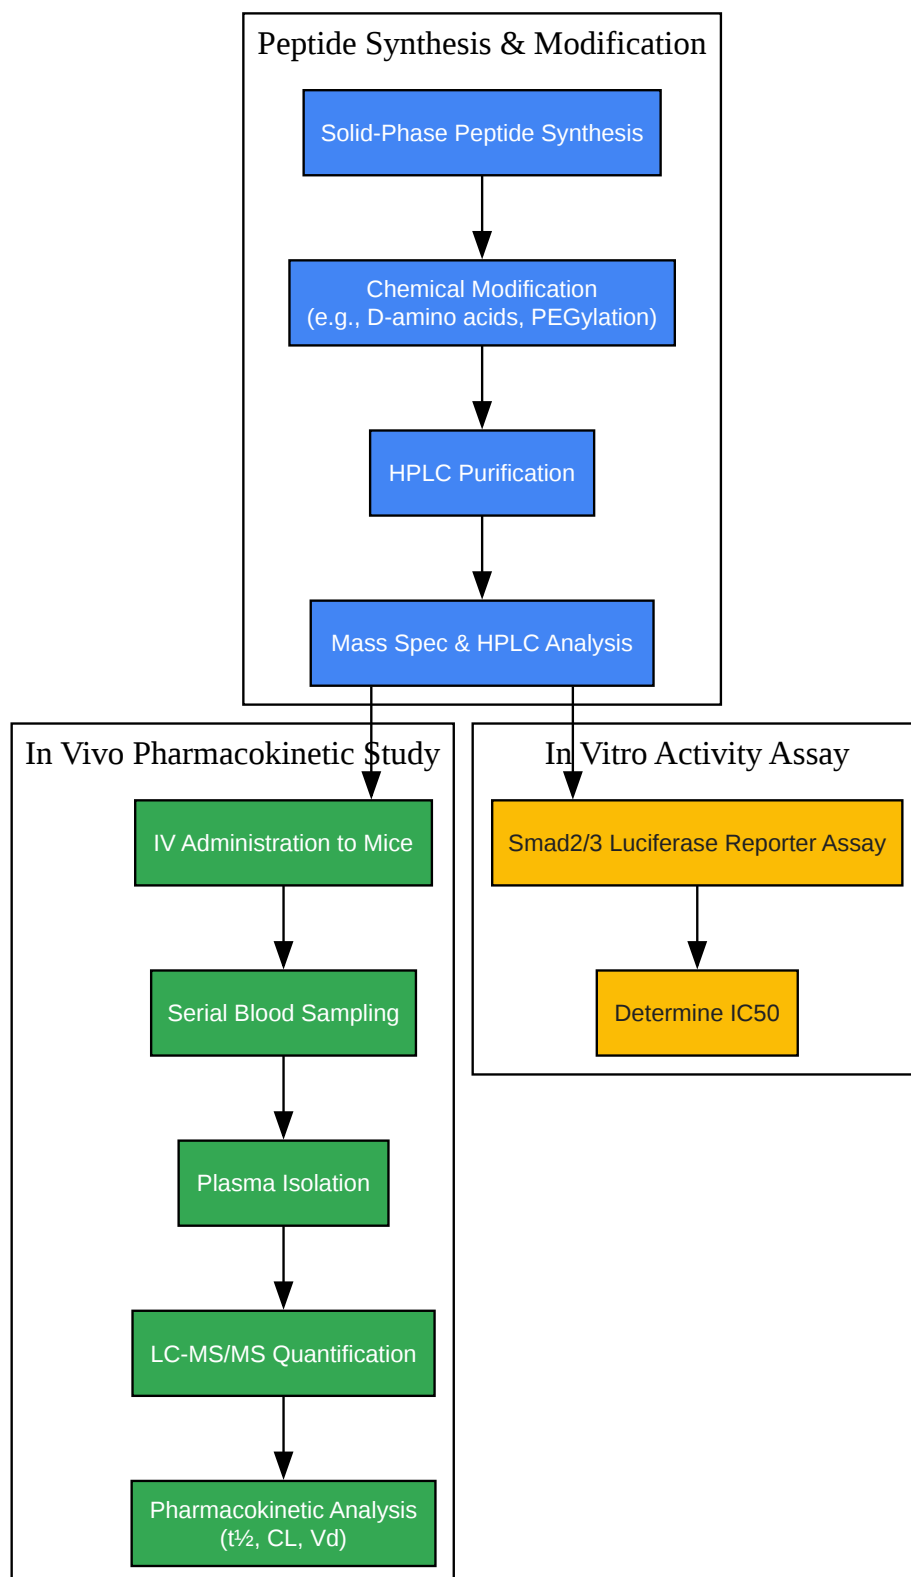 Peptide Synthesis & Modification
Solid-Phase Peptide Synthesis
Chemical Modification
(e.g., D-amino acids, PEGylation)
HPLC Purification
Mass Spec & HPLC Analysis
In Vivo Pharmacokinetic Study
IV Administration to Mice
Serial Blood Sampling
Plasma Isolation
LC-MS/MS Quantification
Pharmacokinetic Analysis
(t½, CL, Vd)
In Vitro Activity Assay
Smad2/3 Luciferase Reporter Assay
Determine IC50